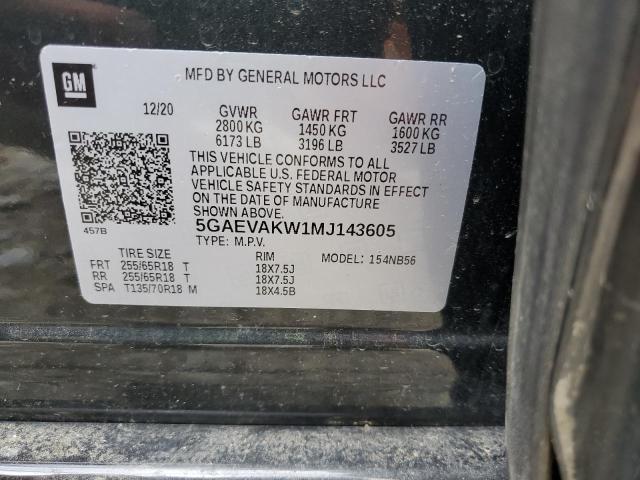 GM
MFD BY GENERAL MOTORS LLC
12/20 GVWR GAWR FRT GAWR RR
2800 KG 1450 KG 1600 KG
6173 LB 3196 LB 3527 LB
THIS VEHICLE CONFORMS TO ALL
APPLICABLE U.S. FEDERAL MOTOR
VEHICLE SAFETY STANDARDS IN EFFECT
ON THE DATE OF MANUFACTURE
SHOWN ABOVE.
5GAEVAKW1MJ143605
457B
TYPE: M.P.V.
TIRE SIZE RIM MODEL: 154NB56
FRT 255/65R18 T 18X7.5J
RR 255/65R18 T 18X7.5J
SPA T135/70R18 M 18X4.5B